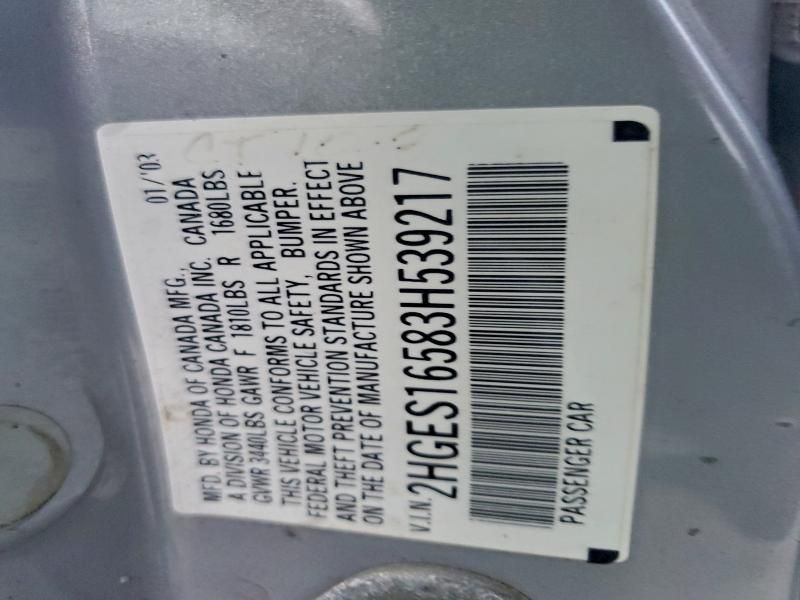 MFD. BY HONDA OF CANADA MFG., 01/'03
A DIVISION OF HONDA CANADA INC. CANADA
GVWR 3440LBS GAWR F 1810LBS R 1680LBS
THIS VEHICLE CONFORMS TO ALL APPLICABLE
FEDERAL MOTOR VEHICLE SAFETY, BUMPER,
AND THEFT PREVENTION STANDARDS IN EFFECT
ON THE DATE OF MANUFACTURE SHOWN ABOVE
V.I.N. 2HGES16583H539217
PASSENGER CAR